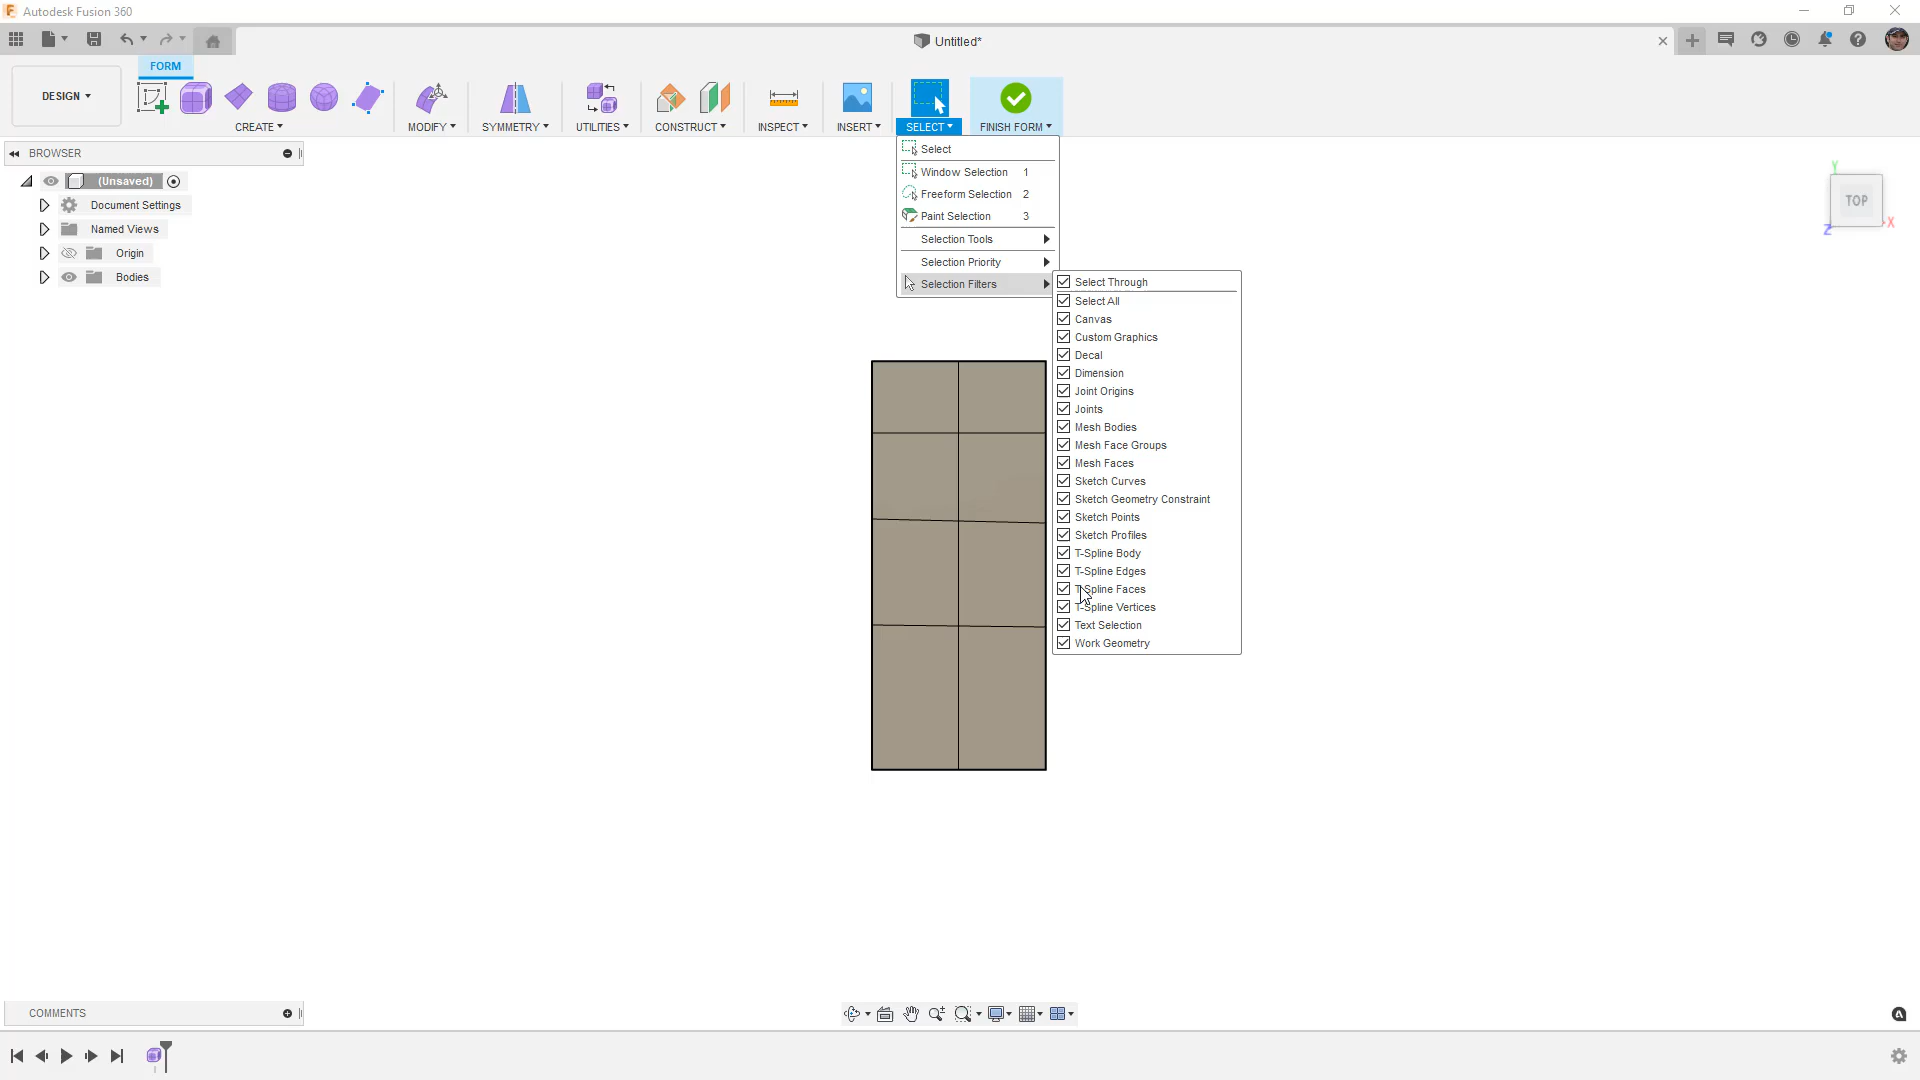 Autodesk Fusion 360
Untitled*
FORM
DESIGN
CREATE
MODIFY
SYMMETRY
UTILITIES
CONSTRUCT
INSPECT
INSERT
SELECT
FINISH FORM
BROWSER
(Unsaved)
Document Settings
Named Views
Origin
Bodies
Select
Window Selection 1
Freeform Selection 2
Paint Selection 3
Selection Tools
Selection Priority
Selection Filters
Select Through
Select All
Canvas
Custom Graphics
Decal
Dimension
Joint Origins
Joints
Mesh Bodies
Mesh Face Groups
Mesh Faces
Sketch Curves
Sketch Geometry Constraint
Sketch Points
Sketch Profiles
T-Spline Body
T-Spline Edges
T-Spline Faces
T-Spline Vertices
Text Selection
Work Geometry
Y
TOP
X
Z
COMMENTS